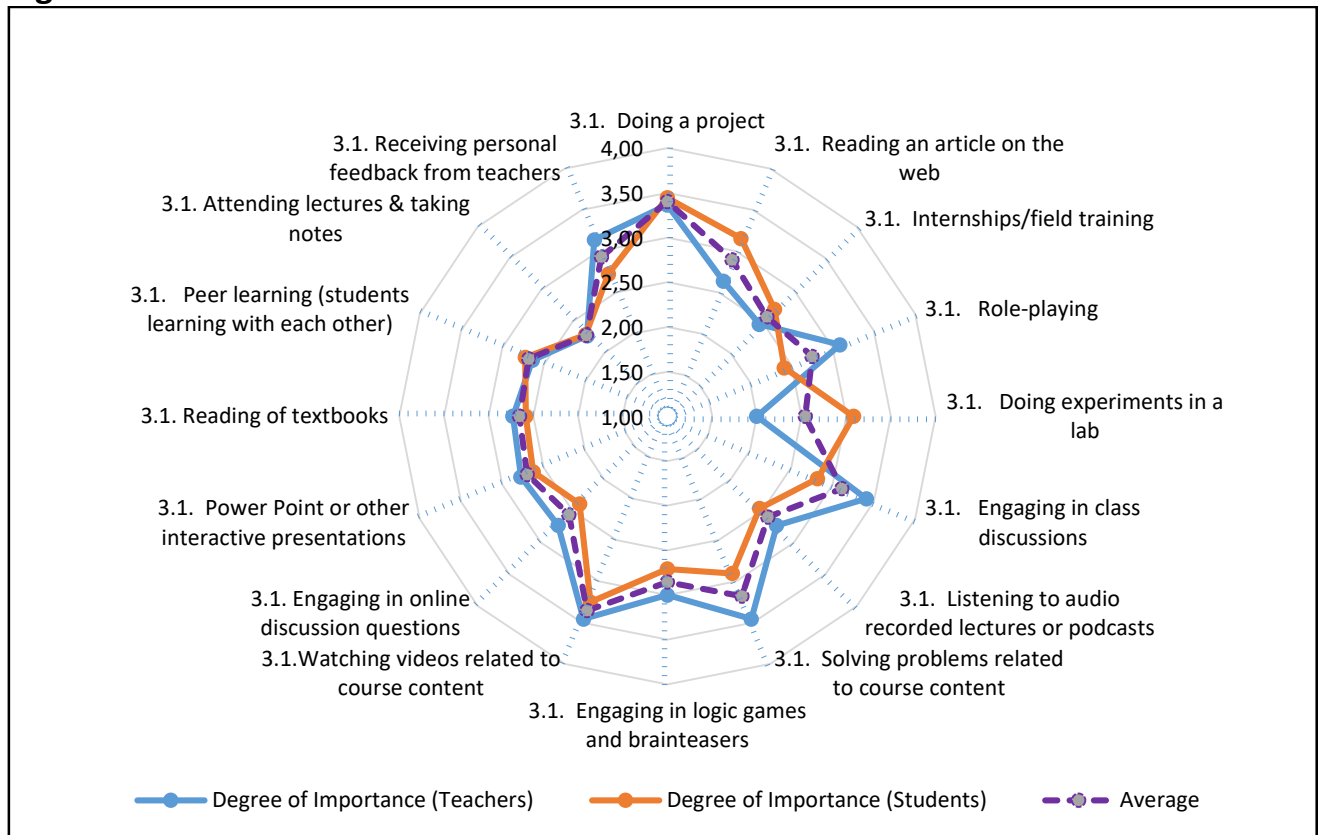 3.1. Doing a project
3.1. Reading an article on the
web
3.1. Internships/field training
3.1. Role-playing
3.1. Doing experiments in a
lab
3.1. Engaging in class
discussions
3.1. Listening to audio
recorded lectures or podcasts
3.1. Solving problems related
to course content
3.1. Engaging in logic games
and brainteasers
3.1.Watching videos related to
course content
3.1. Engaging in online
discussion questions
3.1. Power Point or other
interactive presentations
3.1. Reading of textbooks
3.1. Peer learning (students
learning with each other)
3.1. Attending lectures & taking
notes
3.1. Receiving personal
feedback from teachers
4,00
3,50
3,00
2,50
2,00
1,50
1,00
Degree of Importance (Teachers)
Degree of Importance (Students)
Average